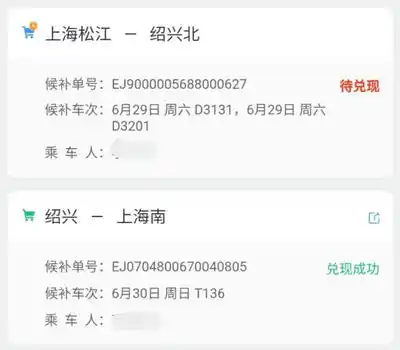 上海松江 — 绍兴北
候补单号：EJ9000005688000627
待兑现
候补车次：6月29日 周六 D3131，6月29日 周六
D3201
乘 车 人：
绍兴 — 上海南
候补单号：EJ0704800670040805
兑现成功
候补车次：6月30日 周日 T136
乘 车 人：